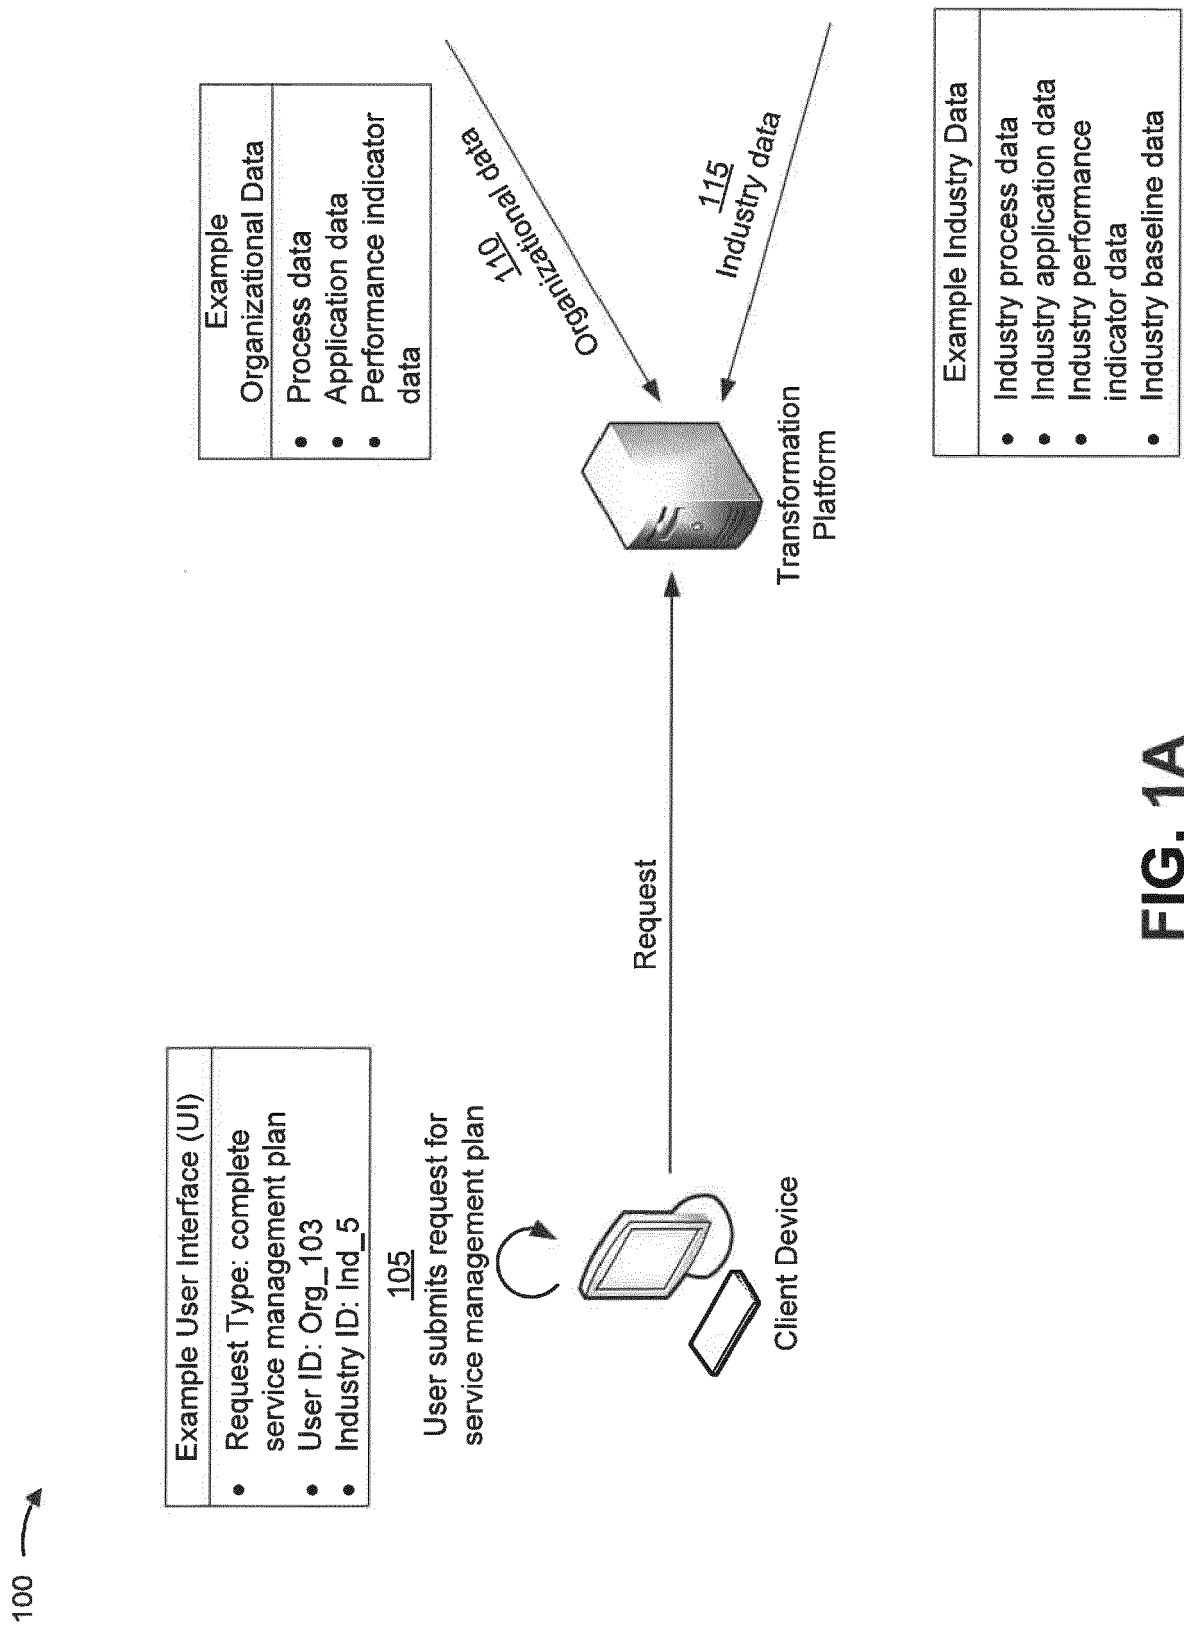 100
Example User Interface (UI)
• Request Type: complete
service management plan
• User ID: Org_103
• Industry ID: Ind_5
105
User submits request for
service management plan
Client Device
Request
Example
Organizational Data
• Process data
• Application data
• Performance indicator
data
110
Organizational data
115
Industry data
Transformation
Platform
Example Industry Data
• Industry process data
• Industry application data
• Industry performance
indicator data
• Industry baseline data
FIG. 1A